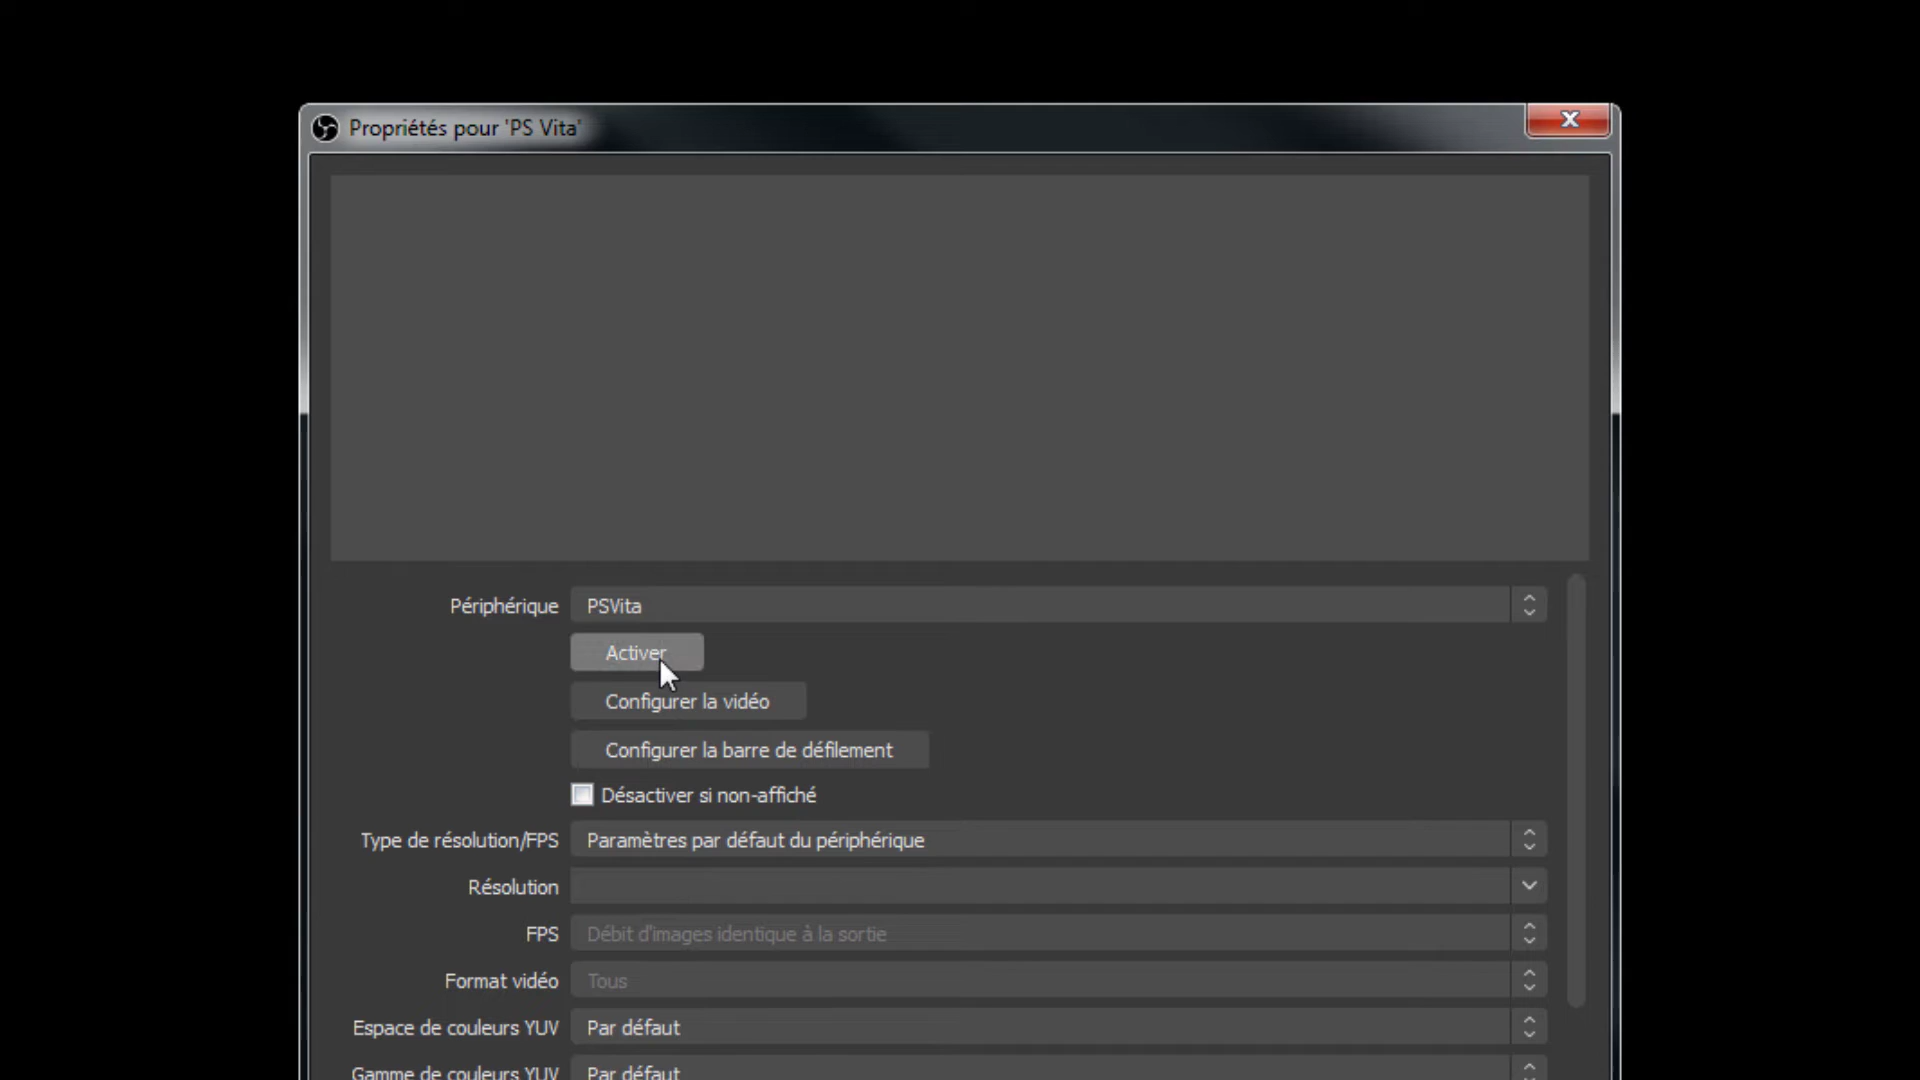 Propriétés pour 'PS Vita'
Périphérique PSVita
Activer
Configurer la vidéo
Configurer la barre de défilement
Désactiver si non-affiché
Type de résolution/FPS Paramètres par défaut du périphérique
Résolution
FPS Débit d'images identique à la sortie
Format vidéo Tous
Espace de couleurs YUV Par défaut
Gamme de couleurs YUV Par défaut